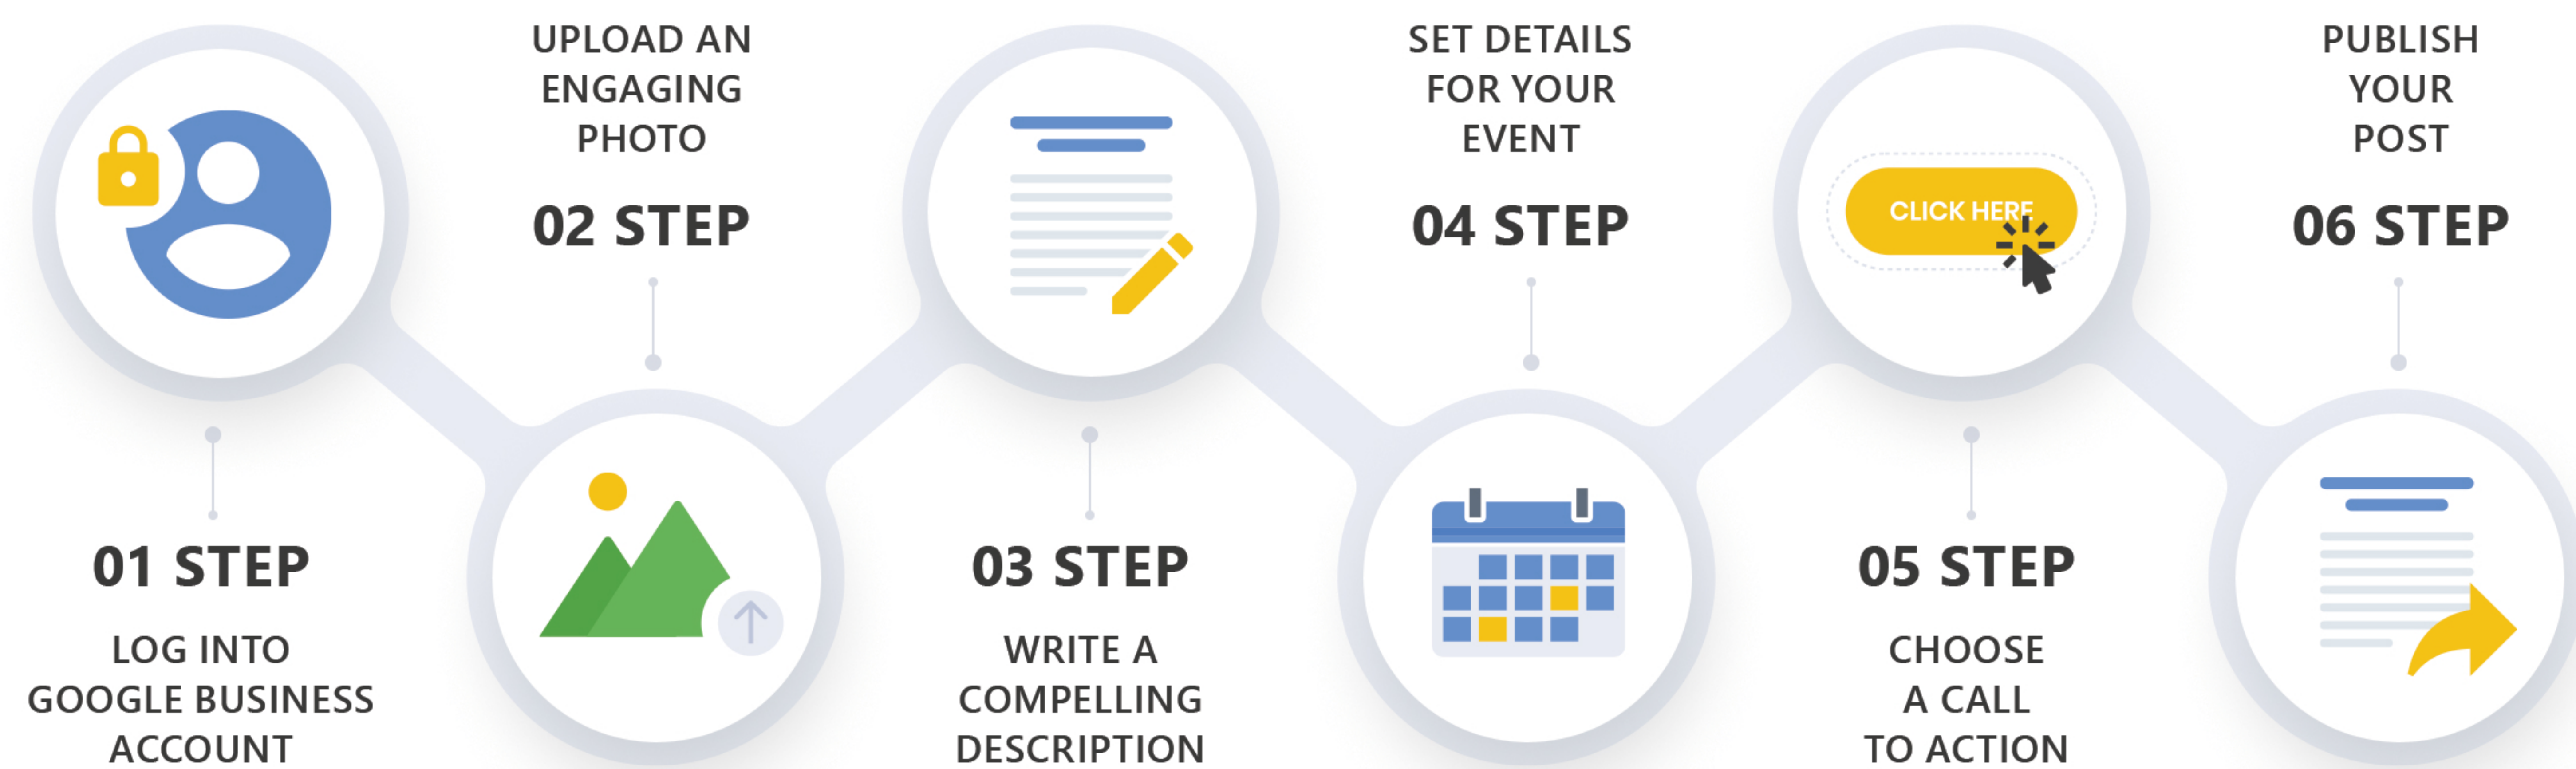 01 STEP
LOG INTO
GOOGLE BUSINESS
ACCOUNT
UPLOAD AN
ENGAGING
PHOTO
02 STEP
03 STEP
WRITE A
COMPELLING
DESCRIPTION
SET DETAILS
FOR YOUR
EVENT
04 STEP
CLICK HERE
05 STEP
CHOOSE
A CALL
TO ACTION
PUBLISH
YOUR
POST
06 STEP